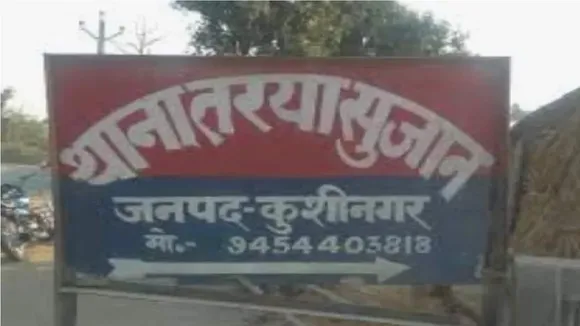 थाना तरयासुजान
जनपद-कुशीनगर
मो.- 9454403818